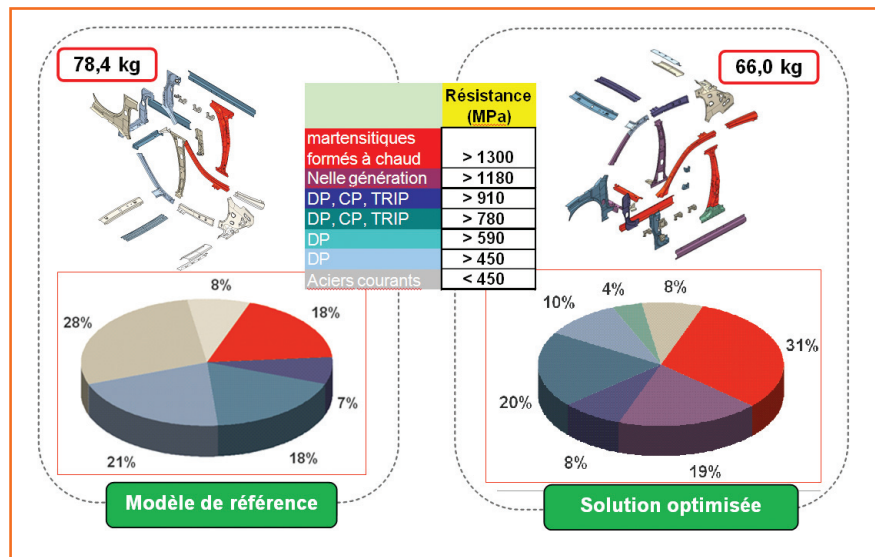 78,4 kg
66,0 kg
Résistance
(MPa)
martensitiques
formés à chaud
> 1300
Nelle génération
> 1180
DP, CP, TRIP
> 910
DP, CP, TRIP
> 780
DP
> 590
DP
> 450
Aciers courants
< 450
8%
18%
28%
7%
21%
18%
10%
4%
8%
31%
20%
8%
19%
Modèle de référence
Solution optimisée